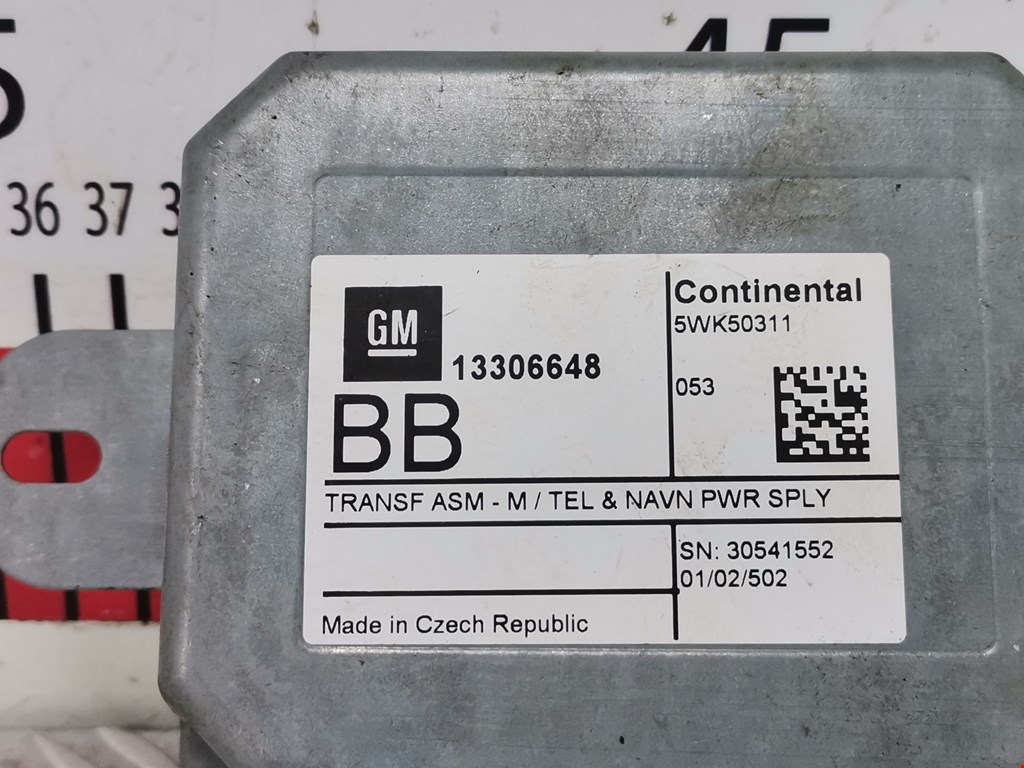 36 37
GM
13306648
BB
Continental
5WK50311
053
TRANSF ASM - M / TEL & NAVN PWR SPLY
SN: 30541552
01/02/502
Made in Czech Republic